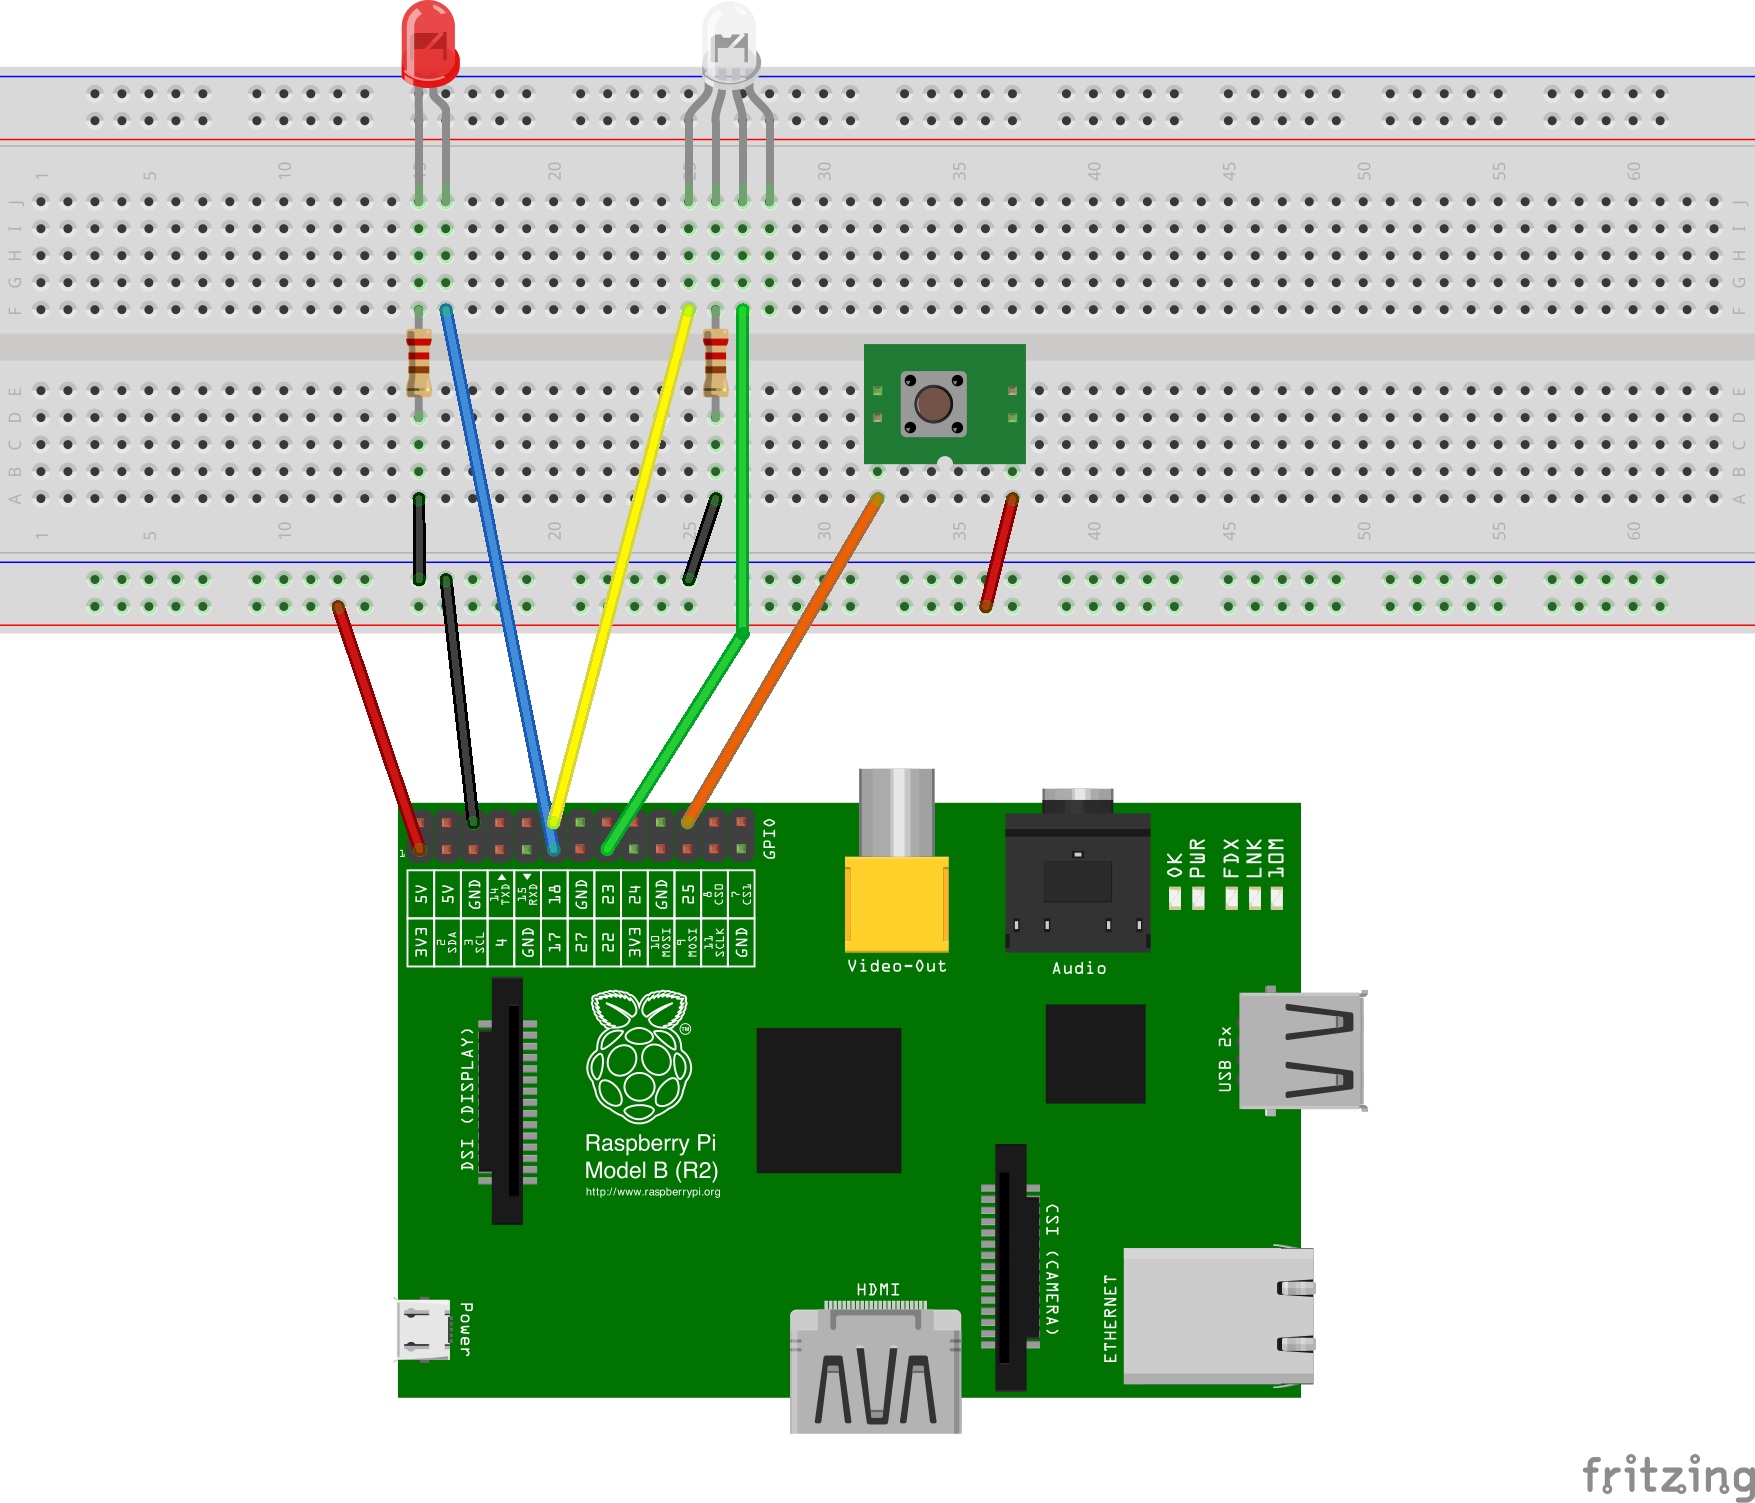 1 5 10 15 20 25 30 35 40 45 50 55 60
J J
I I
H H
G G
F F
E E
D D
C C
B B
A A
1 5 10 20 25 30 35 40 45 50 55 60
1
GPIO
5V 5V GND 14 TXD 15 RXD 18 GND 23 24 GND 25 8 CS0 7 CS1
3V3 2 SDA 3 SCL 4 GND 17 27 22 3V3 10 MOSI 9 MOSI 11 SCLK GND
OK PWR FDX LNK 10M
Video-Out
Audio
DSI (DISPLAY)
TM
Raspberry Pi
Model B (R2)
http://www.raspberrypi.org
USB 2x
CSI (CAMERA)
Power
HDMI
ETHERNET
fritzing